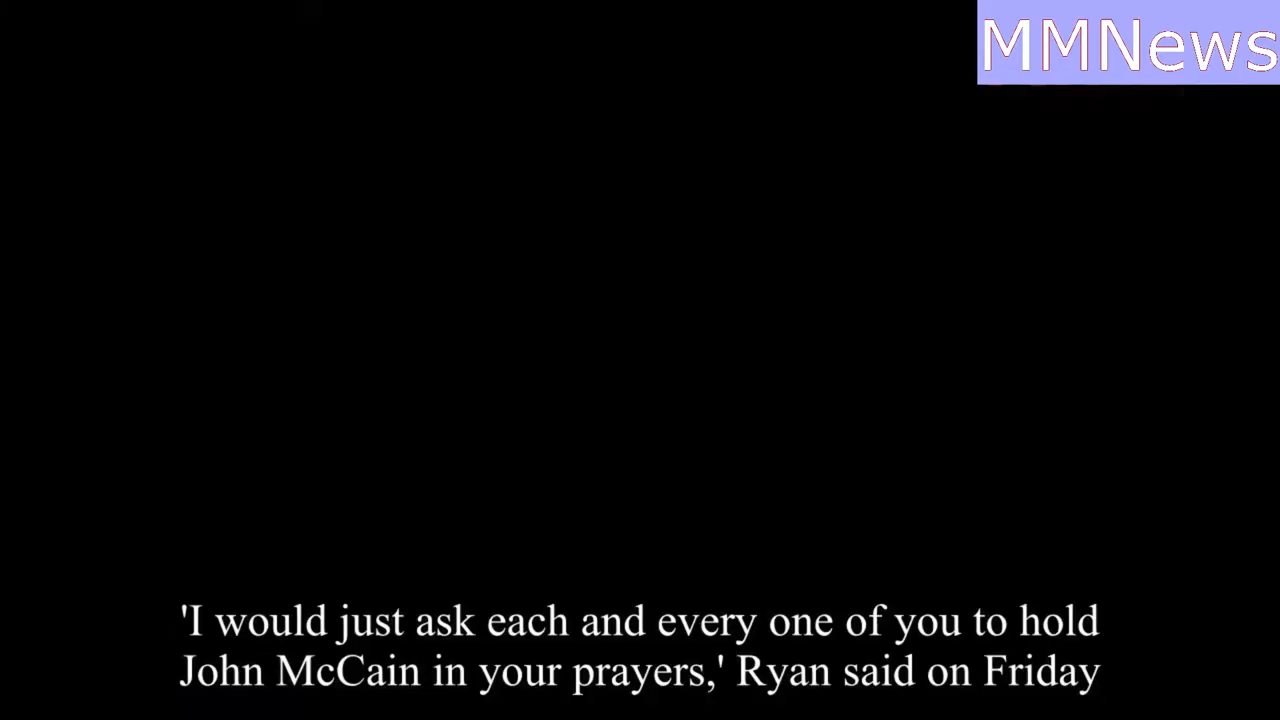 MMNews
'I would just ask each and every one of you to hold
John McCain in your prayers,' Ryan said on Friday